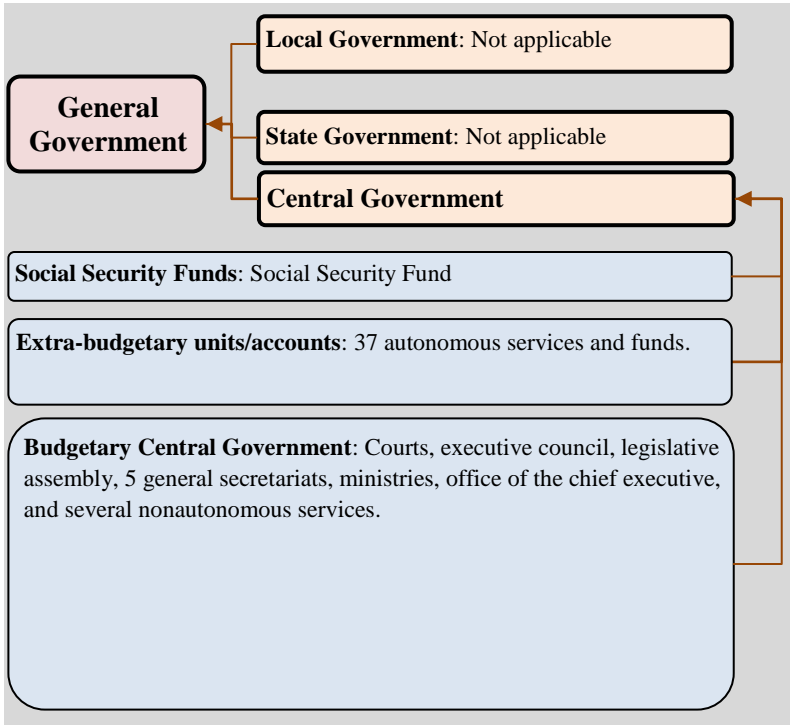 Local Government: Not applicable
General
Government
State Government: Not applicable
Central Government
Social Security Funds: Social Security Fund
Extra-budgetary units/accounts: 37 autonomous services and funds.
Budgetary Central Government: Courts, executive council, legislative
assembly, 5 general secretariats, ministries, office of the chief executive,
and several nonautonomous services.